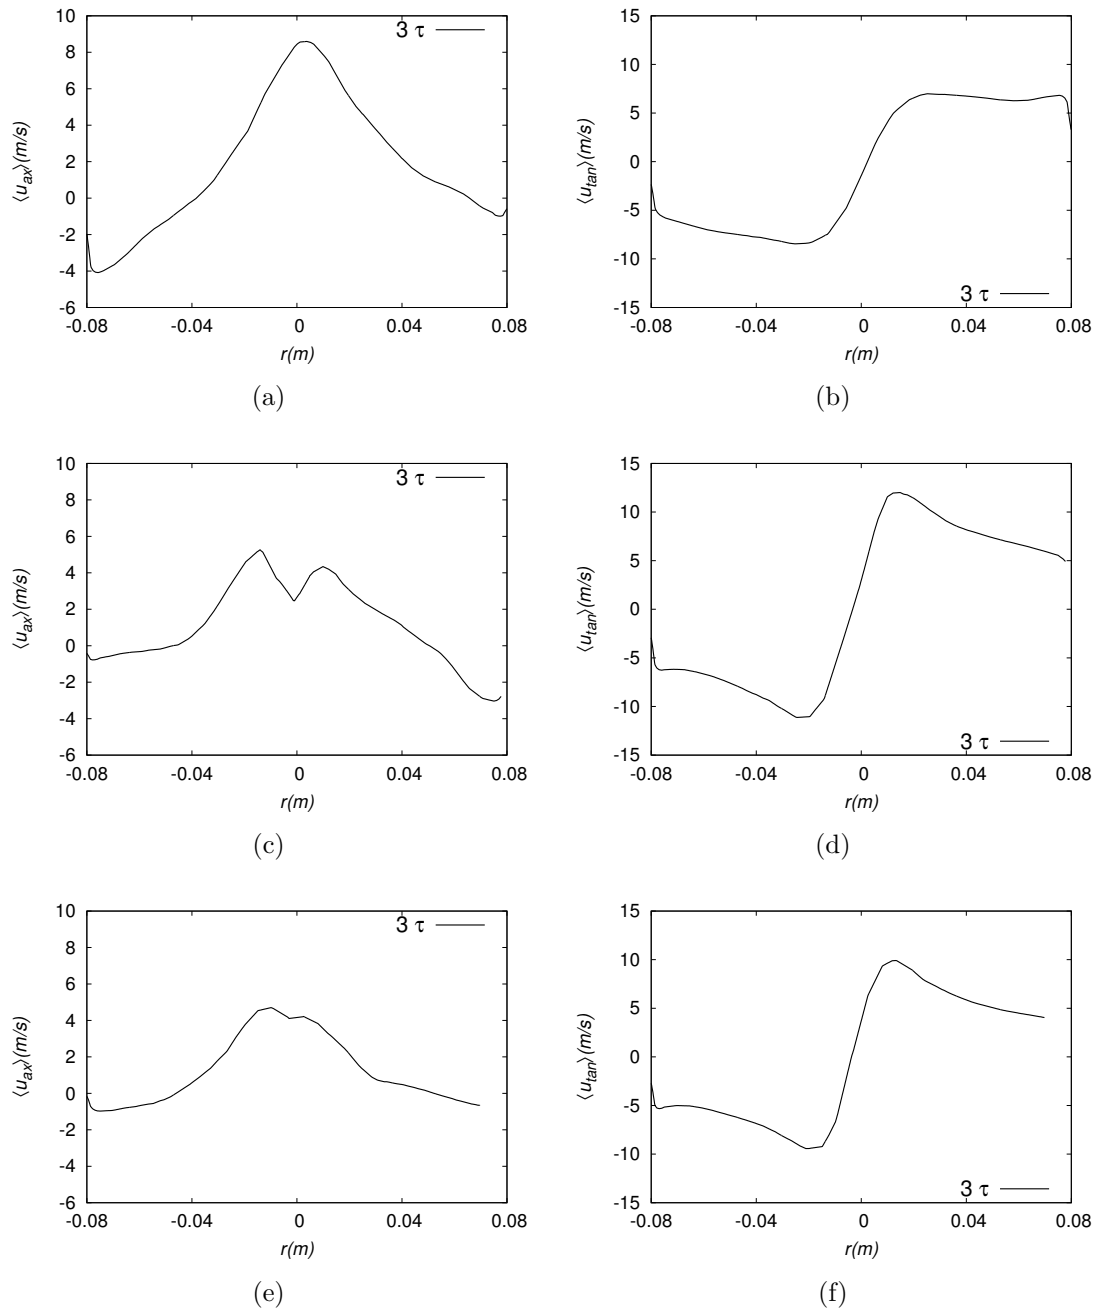 10
8
6
4
2
0
-2
-4
-6
-0.08 -0.04 0 0.04 0.08
⟨u_ax⟩(m/s)
r(m)
3 τ
(a)
15
10
5
0
-5
-10
-15
-0.08 -0.04 0 0.04 0.08
⟨u_tan⟩(m/s)
r(m)
3 τ
(b)
10
8
6
4
2
0
-2
-4
-6
-0.08 -0.04 0 0.04 0.08
⟨u_ax⟩(m/s)
r(m)
3 τ
(c)
15
10
5
0
-5
-10
-15
-0.08 -0.04 0 0.04 0.08
⟨u_tan⟩(m/s)
r(m)
3 τ
(d)
10
8
6
4
2
0
-2
-4
-6
-0.08 -0.04 0 0.04 0.08
⟨u_ax⟩(m/s)
r(m)
3 τ
(e)
15
10
5
0
-5
-10
-15
-0.08 -0.04 0 0.04 0.08
⟨u_tan⟩(m/s)
r(m)
3 τ
(f)